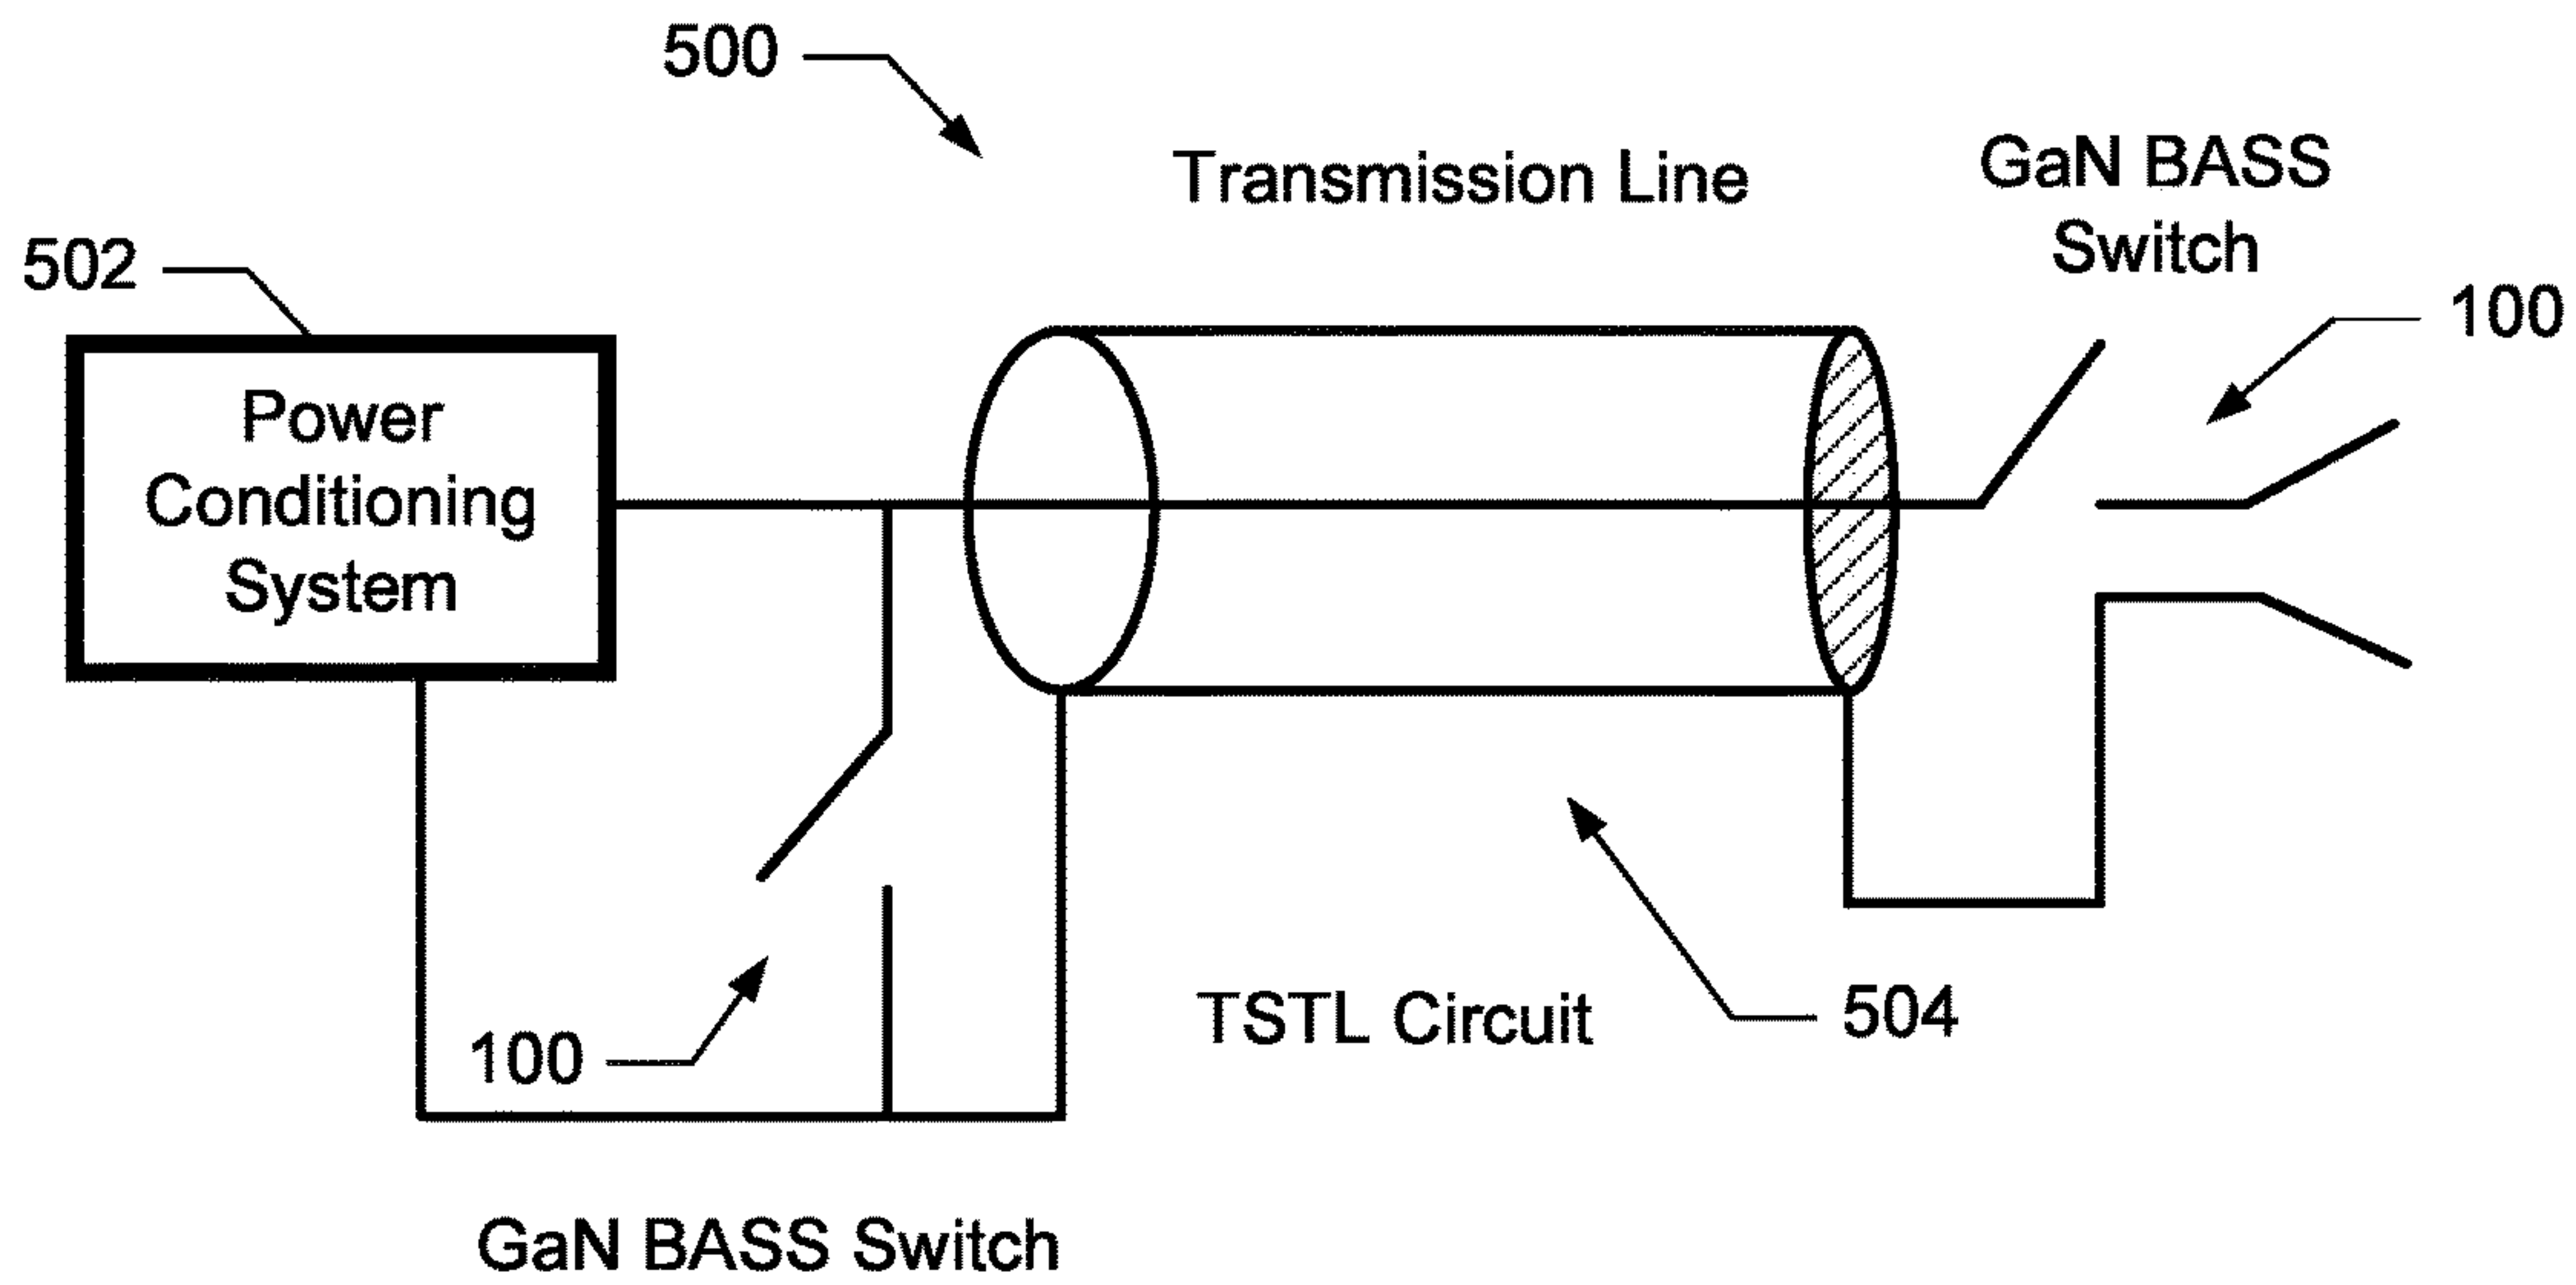 500
Transmission Line
GaN BASS
Switch
502
100
Power
Conditioning
System
TSTL Circuit
504
100
GaN BASS Switch